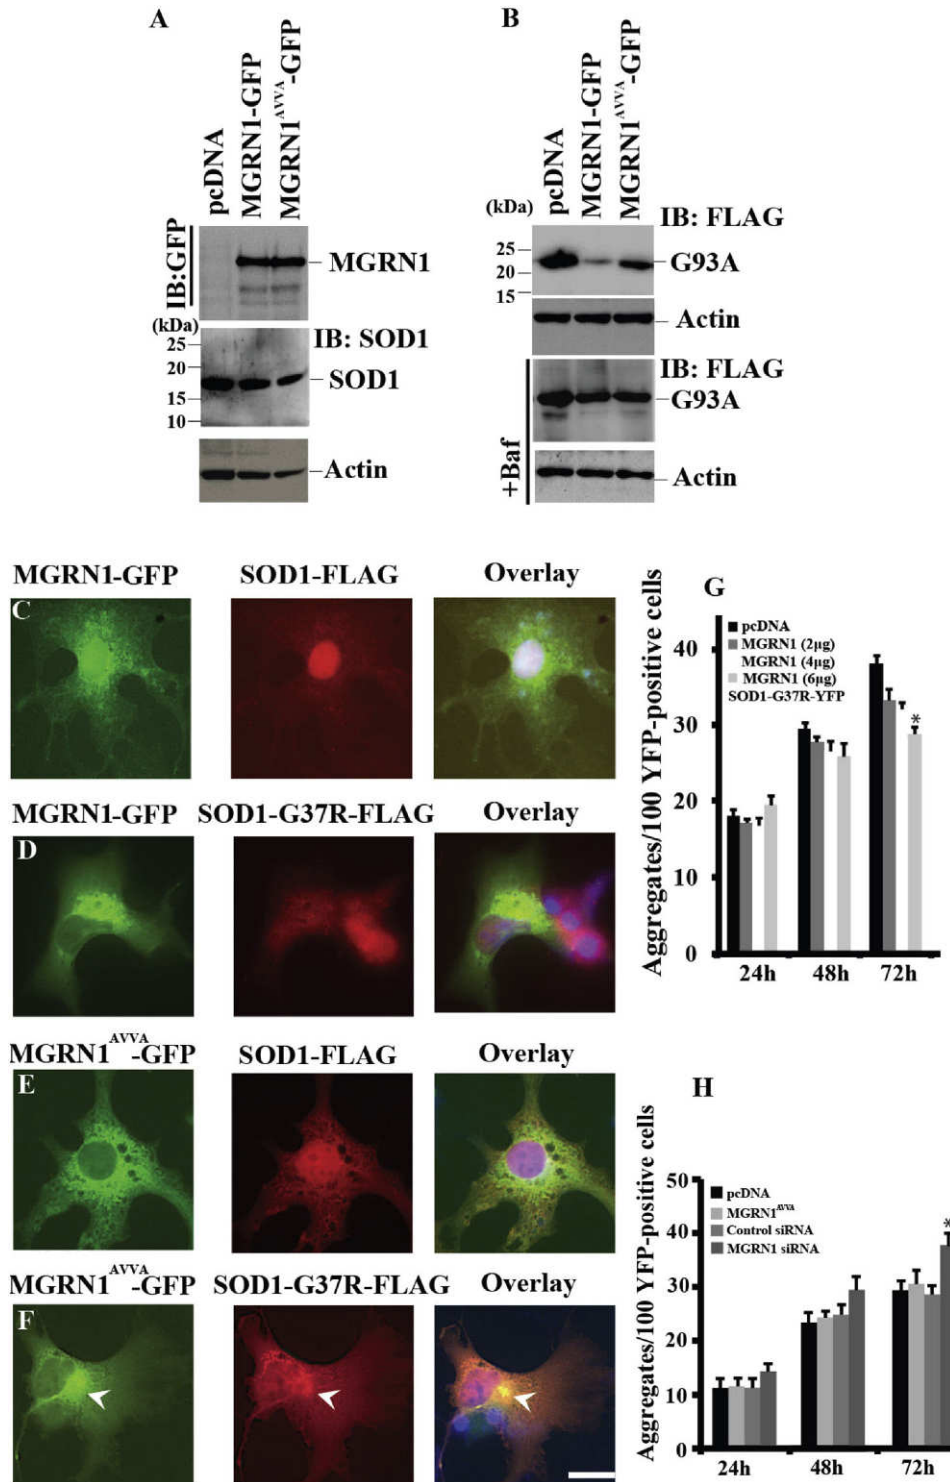 A
pcDNA
MGRN1-GFP
MGRN1AVVA-GFP
IB:GFP
MGRN1
(kDa)
IB: SOD1
25
20
SOD1
15
10
Actin
B
pcDNA
MGRN1-GFP
MGRN1AVVA-GFP
(kDa)
IB: FLAG
25
G93A
20
15
Actin
IB: FLAG
G93A
+Baf
Actin
MGRN1-GFP SOD1-FLAG Overlay
C
MGRN1-GFP SOD1-G37R-FLAG Overlay
D
MGRN1AVVA-GFP SOD1-FLAG Overlay
E
MGRN1AVVA-GFP SOD1-G37R-FLAG Overlay
F
G
Aggregates/100 YFP-positive cells
pcDNA
MGRN1 (2µg)
MGRN1 (4µg)
MGRN1 (6µg)
SOD1-G37R-YFP
40
30
20
10
0
*
24h 48h 72h
H
Aggregates/100 YFP-positive cells
50
40
30
20
10
0
pcDNA
MGRN1AVVA
Control siRNA
MGRN1 siRNA
*
24h 48h 72h